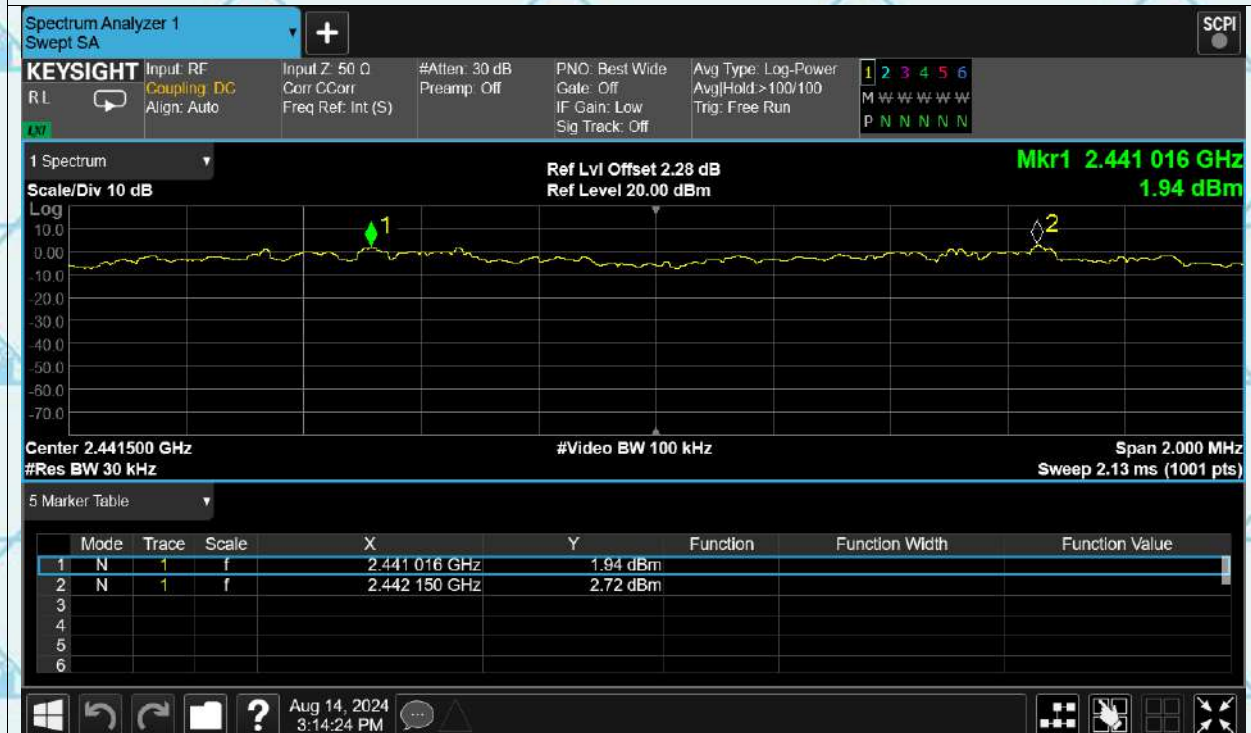 Spectrum Analyzer 1
Swept SA
+
SCPI
KEYSIGHT
RL
LXI
Input: RF
Coupling: DC
Align: Auto
Input Z: 50 Ω
Corr CCorr
Freq Ref: Int (S)
#Atten: 30 dB
Preamp: Off
PNO: Best Wide
Gate: Off
IF Gain: Low
Sig Track: Off
Avg Type: Log-Power
Avg|Hold:>100/100
Trig: Free Run
1 2 3 4 5 6
M W W W W W W
P N N N N N N
1 Spectrum
Scale/Div 10 dB
Ref Lvl Offset 2.28 dB
Ref Level 20.00 dBm
Mkr1 2.441 016 GHz
1.94 dBm
Log
10.0
0.00
-10.0
-20.0
-30.0
-40.0
-50.0
-60.0
-70.0
1
2
Center 2.441500 GHz
#Res BW 30 kHz
#Video BW 100 kHz
Span 2.000 MHz
Sweep 2.13 ms (1001 pts)
5 Marker Table
Mode Trace Scale X Y Function Function Width Function Value
1 N 1 f 2.441 016 GHz 1.94 dBm
2 N 1 f 2.442 150 GHz 2.72 dBm
3
4
5
6
?
Aug 14, 2024
3:14:24 PM